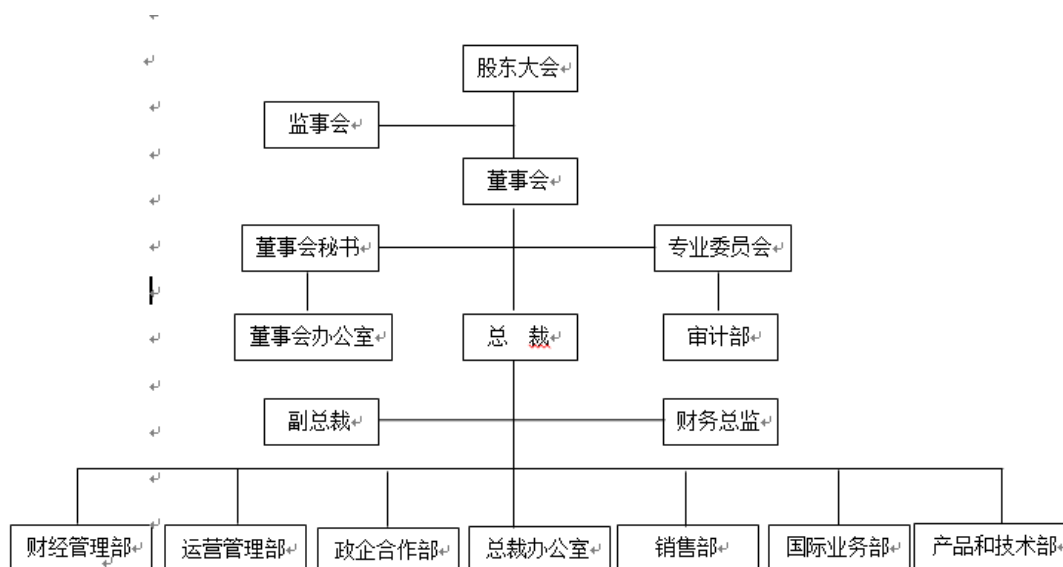 股东大会
监事会
董事会
董事会秘书
专业委员会
董事会办公室
总 裁
审计部
副总裁
财务总监
财经管理部
运营管理部
政企合作部
总裁办公室
销售部
国际业务部
产品和技术部